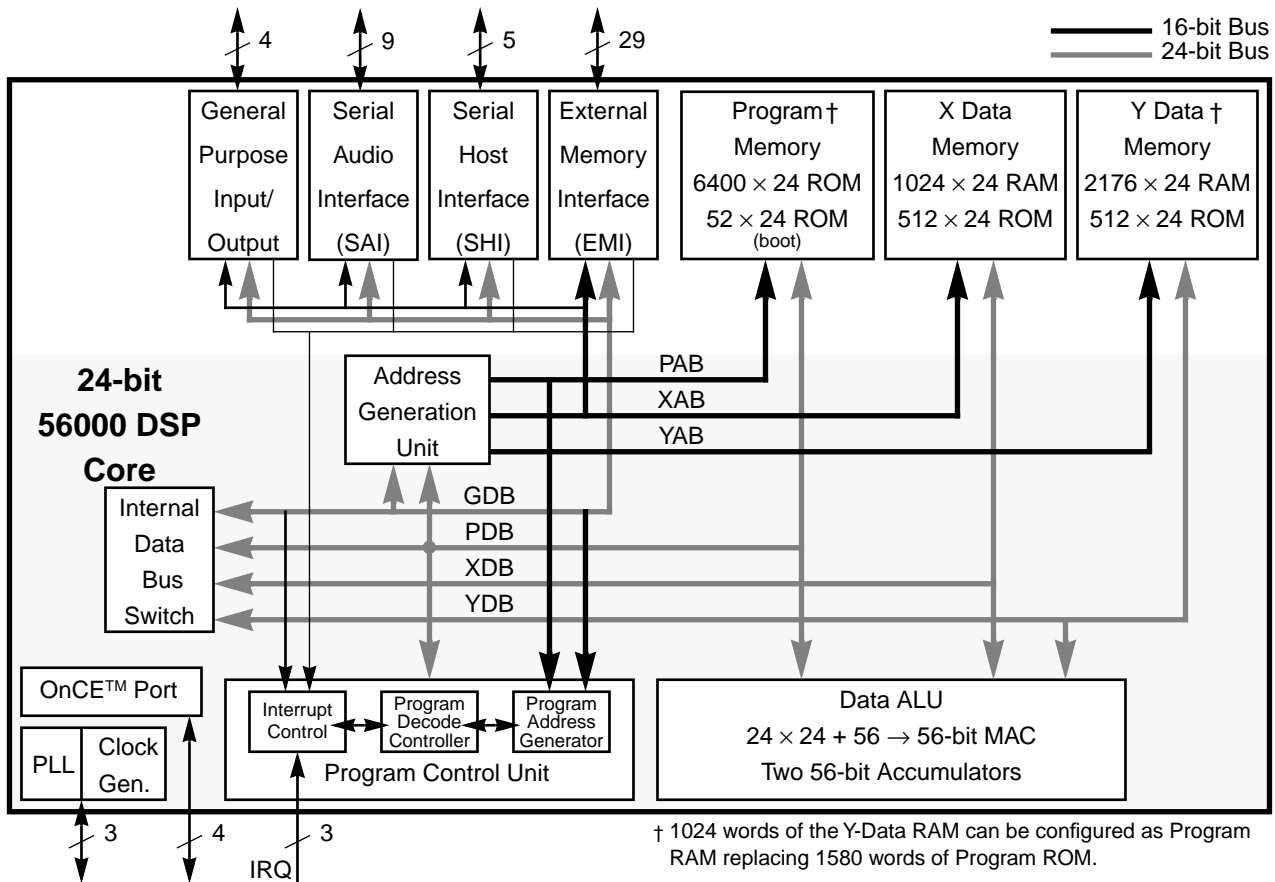 4
9
5
29
16-bit Bus
24-bit Bus
General
Purpose
Input/
Output
Serial
Audio
Interface
(SAI)
Serial
Host
Interface
(SHI)
External
Memory
Interface
(EMI)
Program †
Memory
6400 × 24 ROM
52 × 24 ROM
(boot)
X Data
Memory
1024 × 24 RAM
512 × 24 ROM
Y Data †
Memory
2176 × 24 RAM
512 × 24 ROM
24-bit
56000 DSP
Core
Address
Generation
Unit
PAB
XAB
YAB
Internal
Data
Bus
Switch
GDB
PDB
XDB
YDB
OnCE™ Port
PLL
Clock
Gen.
Interrupt
Control
Program
Decode
Controller
Program
Address
Generator
Program Control Unit
Data ALU
24 × 24 + 56 → 56-bit MAC
Two 56-bit Accumulators
3
4
3
IRQ
† 1024 words of the Y-Data RAM can be configured as Program
RAM replacing 1580 words of Program ROM.